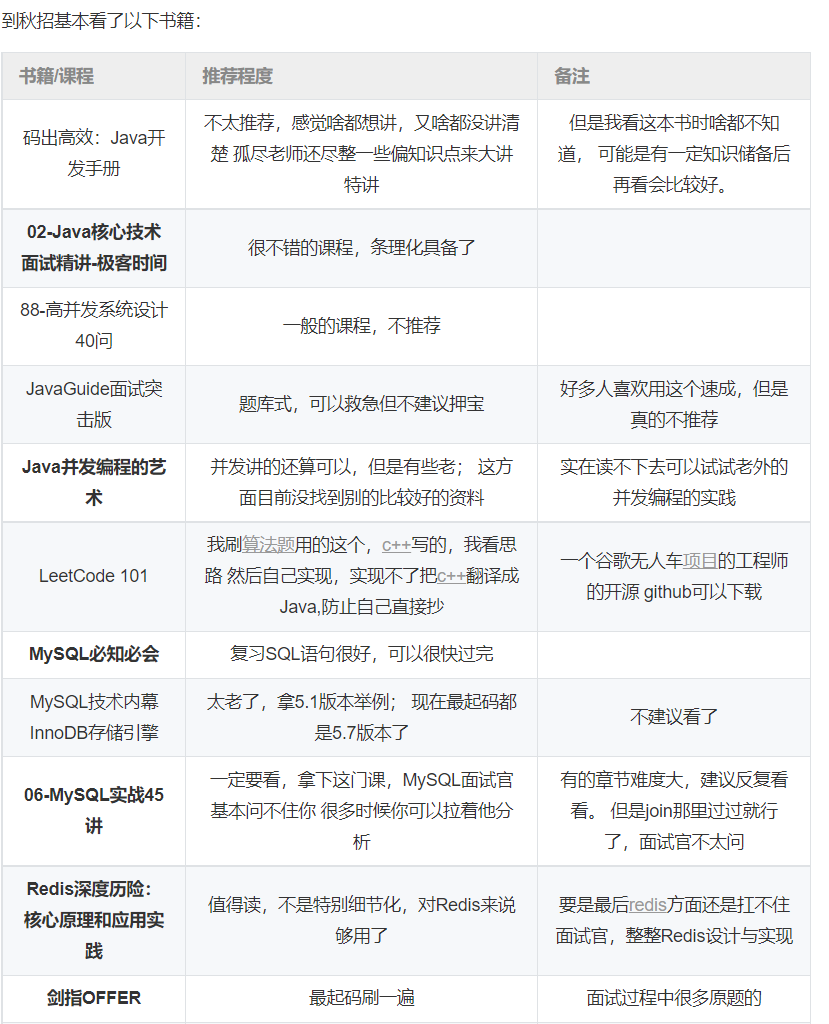 到秋招基本看了以下书籍：
书籍/课程
推荐程度
备注
码出高效：Java开
发手册
不太推荐，感觉啥都想讲，又啥都没讲清
楚 孤尽老师还尽整一些偏知识点来大讲
特讲
但是我看这本书时啥都不知
道， 可能是有一定知识储备后
再看会比较好。
02-Java核心技术
面试精讲-极客时间
很不错的课程，条理化具备了
88-高并发系统设计
40问
一般的课程，不推荐
JavaGuide面试突
击版
题库式，可以救急但不建议押宝
好多人喜欢用这个速成，但是
真的不推荐
Java并发编程的艺
术
并发讲的还算可以，但是有些老； 这方
面目前没找到别的比较好的资料
实在读不下去可以试试老外的
并发编程的实践
LeetCode 101
我刷算法题用的这个，c++写的，我看思
路 然后自己实现，实现不了把c++翻译成
Java,防止自己直接抄
一个谷歌无人车项目的工程师
的开源 github可以下载
MySQL必知必会
复习SQL语句很好，可以很快过完
MySQL技术内幕
InnoDB存储引擎
太老了，拿5.1版本举例； 现在最起码都
是5.7版本了
不建议看了
06-MySQL实战45
讲
一定要看，拿下这门课，MySQL面试官
基本问不住你 很多时候你可以拉着他分
析
有的章节难度大，建议反复看
看。 但是join那里过过就行
了，面试官不太问
Redis深度历险：
核心原理和应用实
践
值得读，不是特别细节化，对Redis来说
够用了
要是最后redis方面还是扛不住
面试官，整整Redis设计与实现
剑指OFFER
最起码刷一遍
面试过程中很多原题的